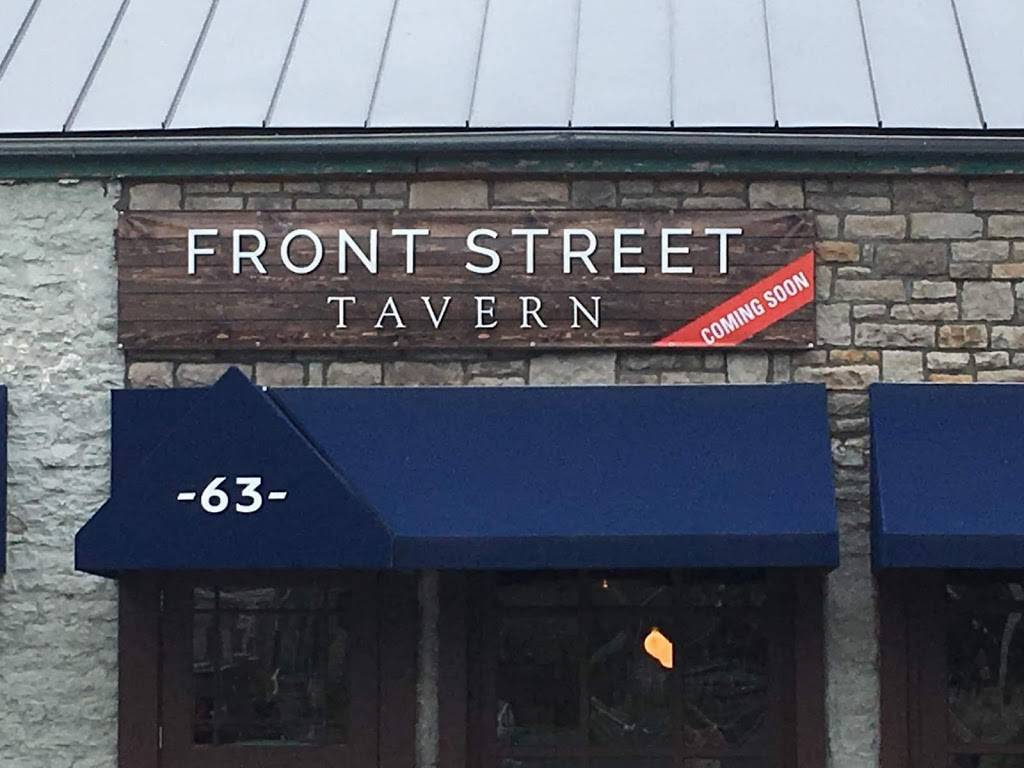 FRONT STREET
TAVERN
COMING SOON
-63-